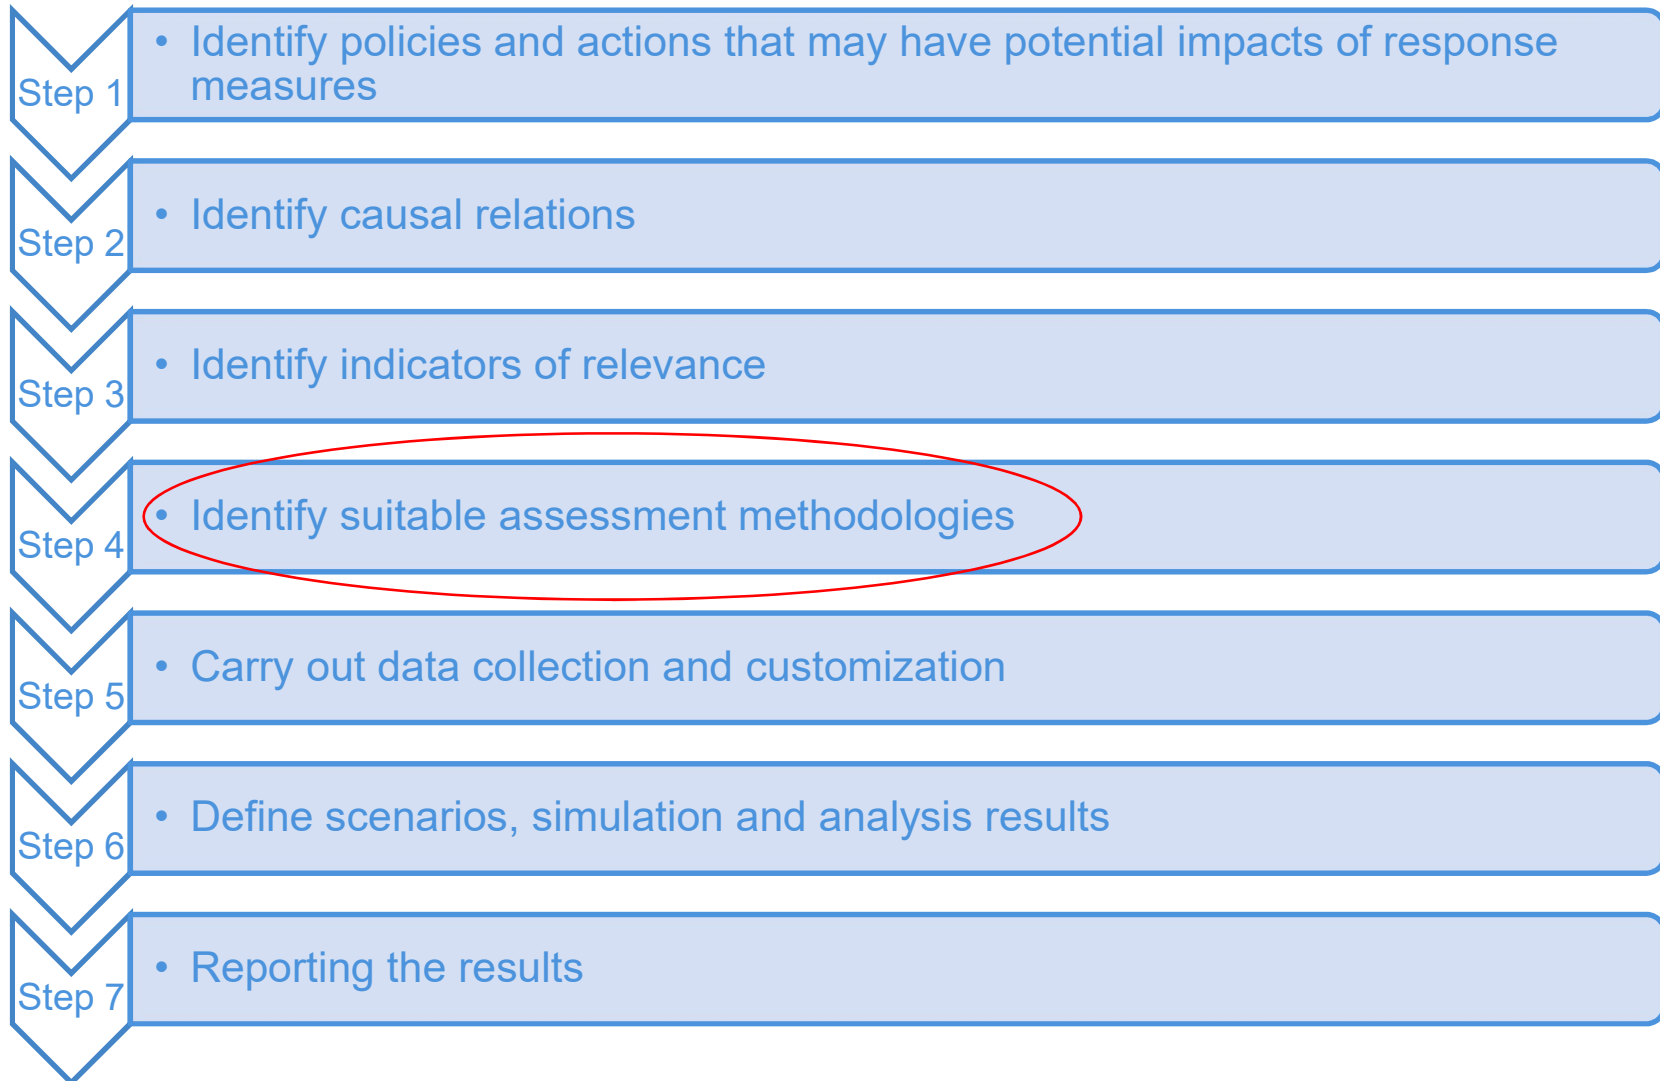 Step 1
• Identify policies and actions that may have potential impacts of response
measures
Step 2
• Identify causal relations
Step 3
• Identify indicators of relevance
Step 4
• Identify suitable assessment methodologies
Step 5
• Carry out data collection and customization
Step 6
• Define scenarios, simulation and analysis results
Step 7
• Reporting the results